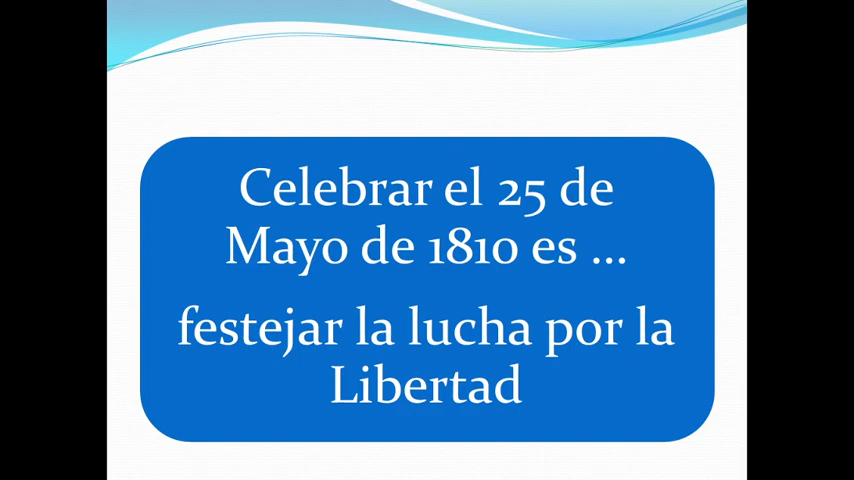 Celebrar el 25 de
Mayo de 1810 es ...
festejar la lucha por la
Libertad